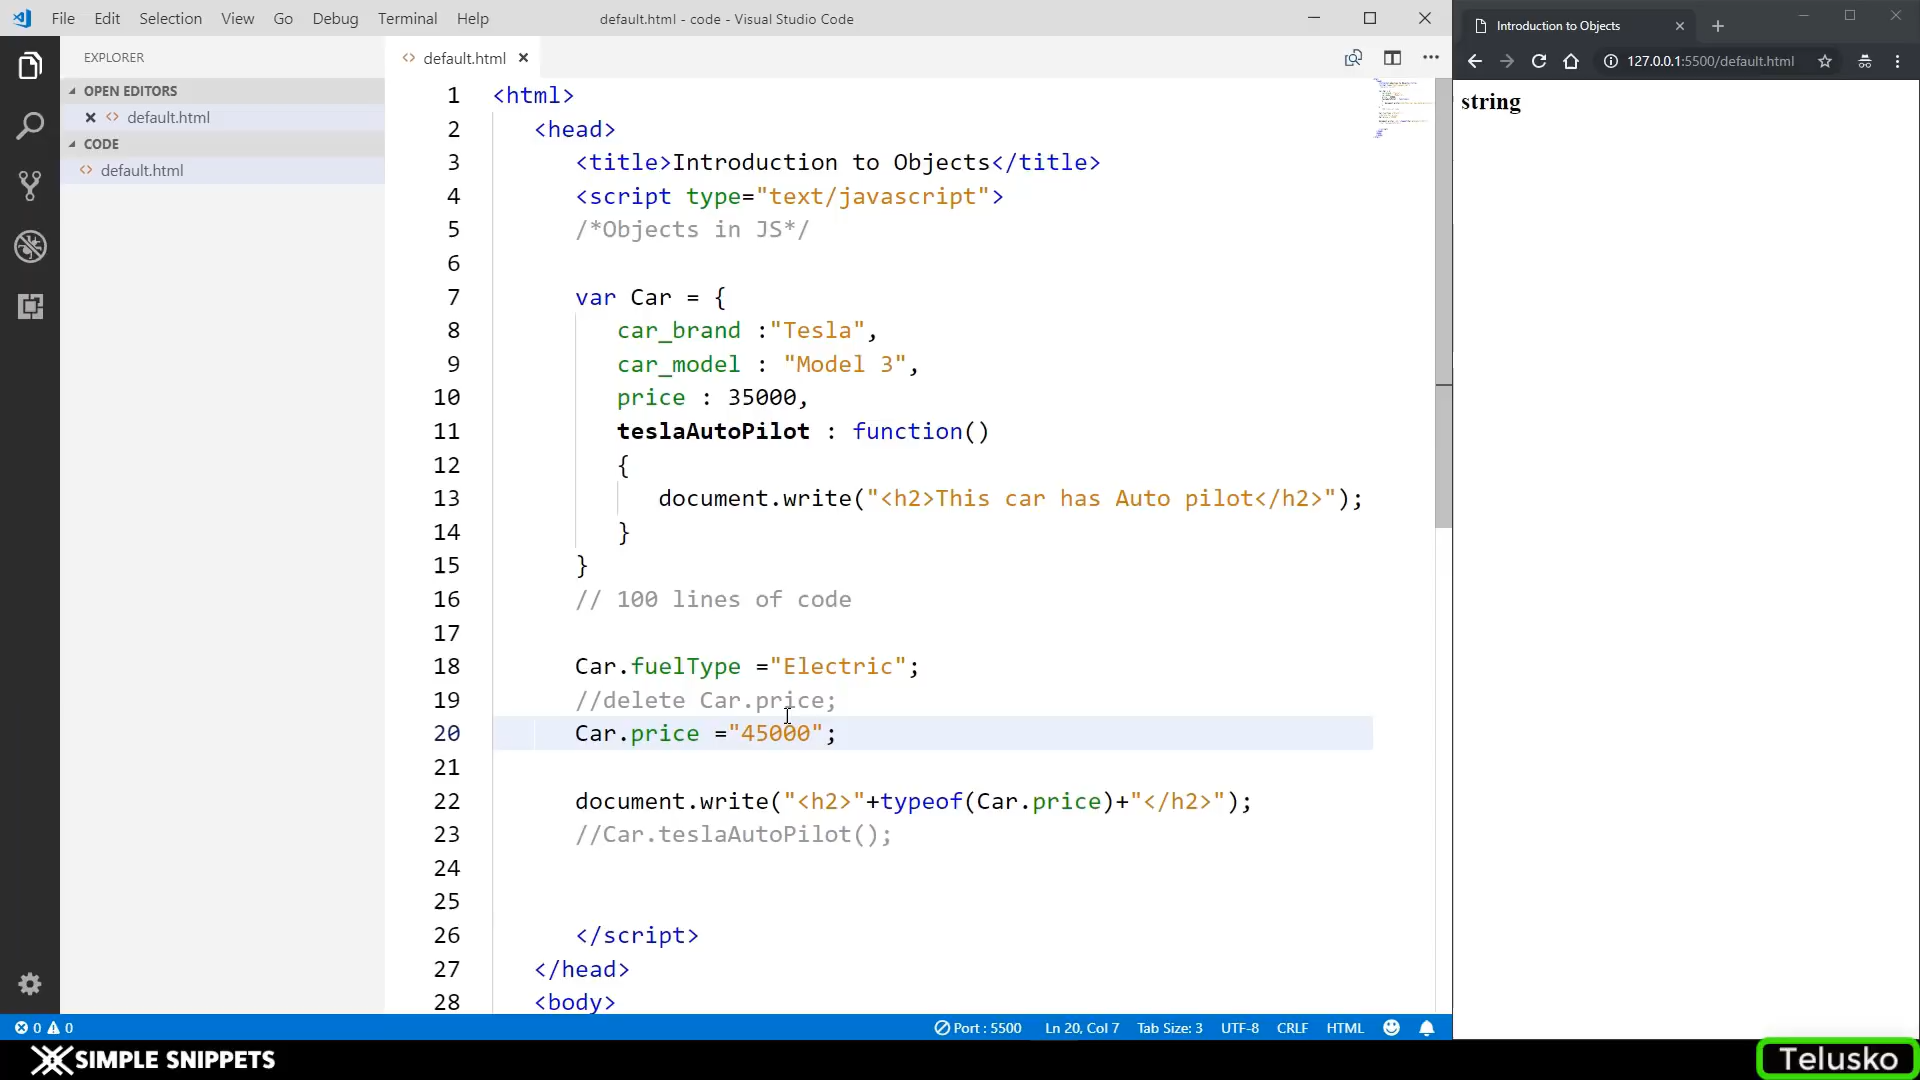 File Edit Selection View Go Debug Terminal Help
default.html - code - Visual Studio Code
EXPLORER
OPEN EDITORS
default.html
CODE
default.html
default.html
1 <html>
2 <head>
3 <title>Introduction to Objects</title>
4 <script type="text/javascript">
5 /*Objects in JS*/
6
7 var Car = {
8 car_brand :"Tesla",
9 car_model : "Model 3",
10 price : 35000,
11 teslaAutoPilot : function()
12 {
13 document.write("<h2>This car has Auto pilot</h2>");
14 }
15 }
16 // 100 lines of code
17
18 Car.fuelType ="Electric";
19 //delete Car.price;
20 Car.price ="45000";
21
22 document.write("<h2>"+typeof(Car.price)+"</h2>");
23 //Car.teslaAutoPilot();
24
25
26 </script>
27 </head>
28 <body>
0 0
Port : 5500 Ln 20, Col 7 Tab Size: 3 UTF-8 CRLF HTML
Introduction to Objects
127.0.0.1:5500/default.html
string
SIMPLE SNIPPETS
Telusko